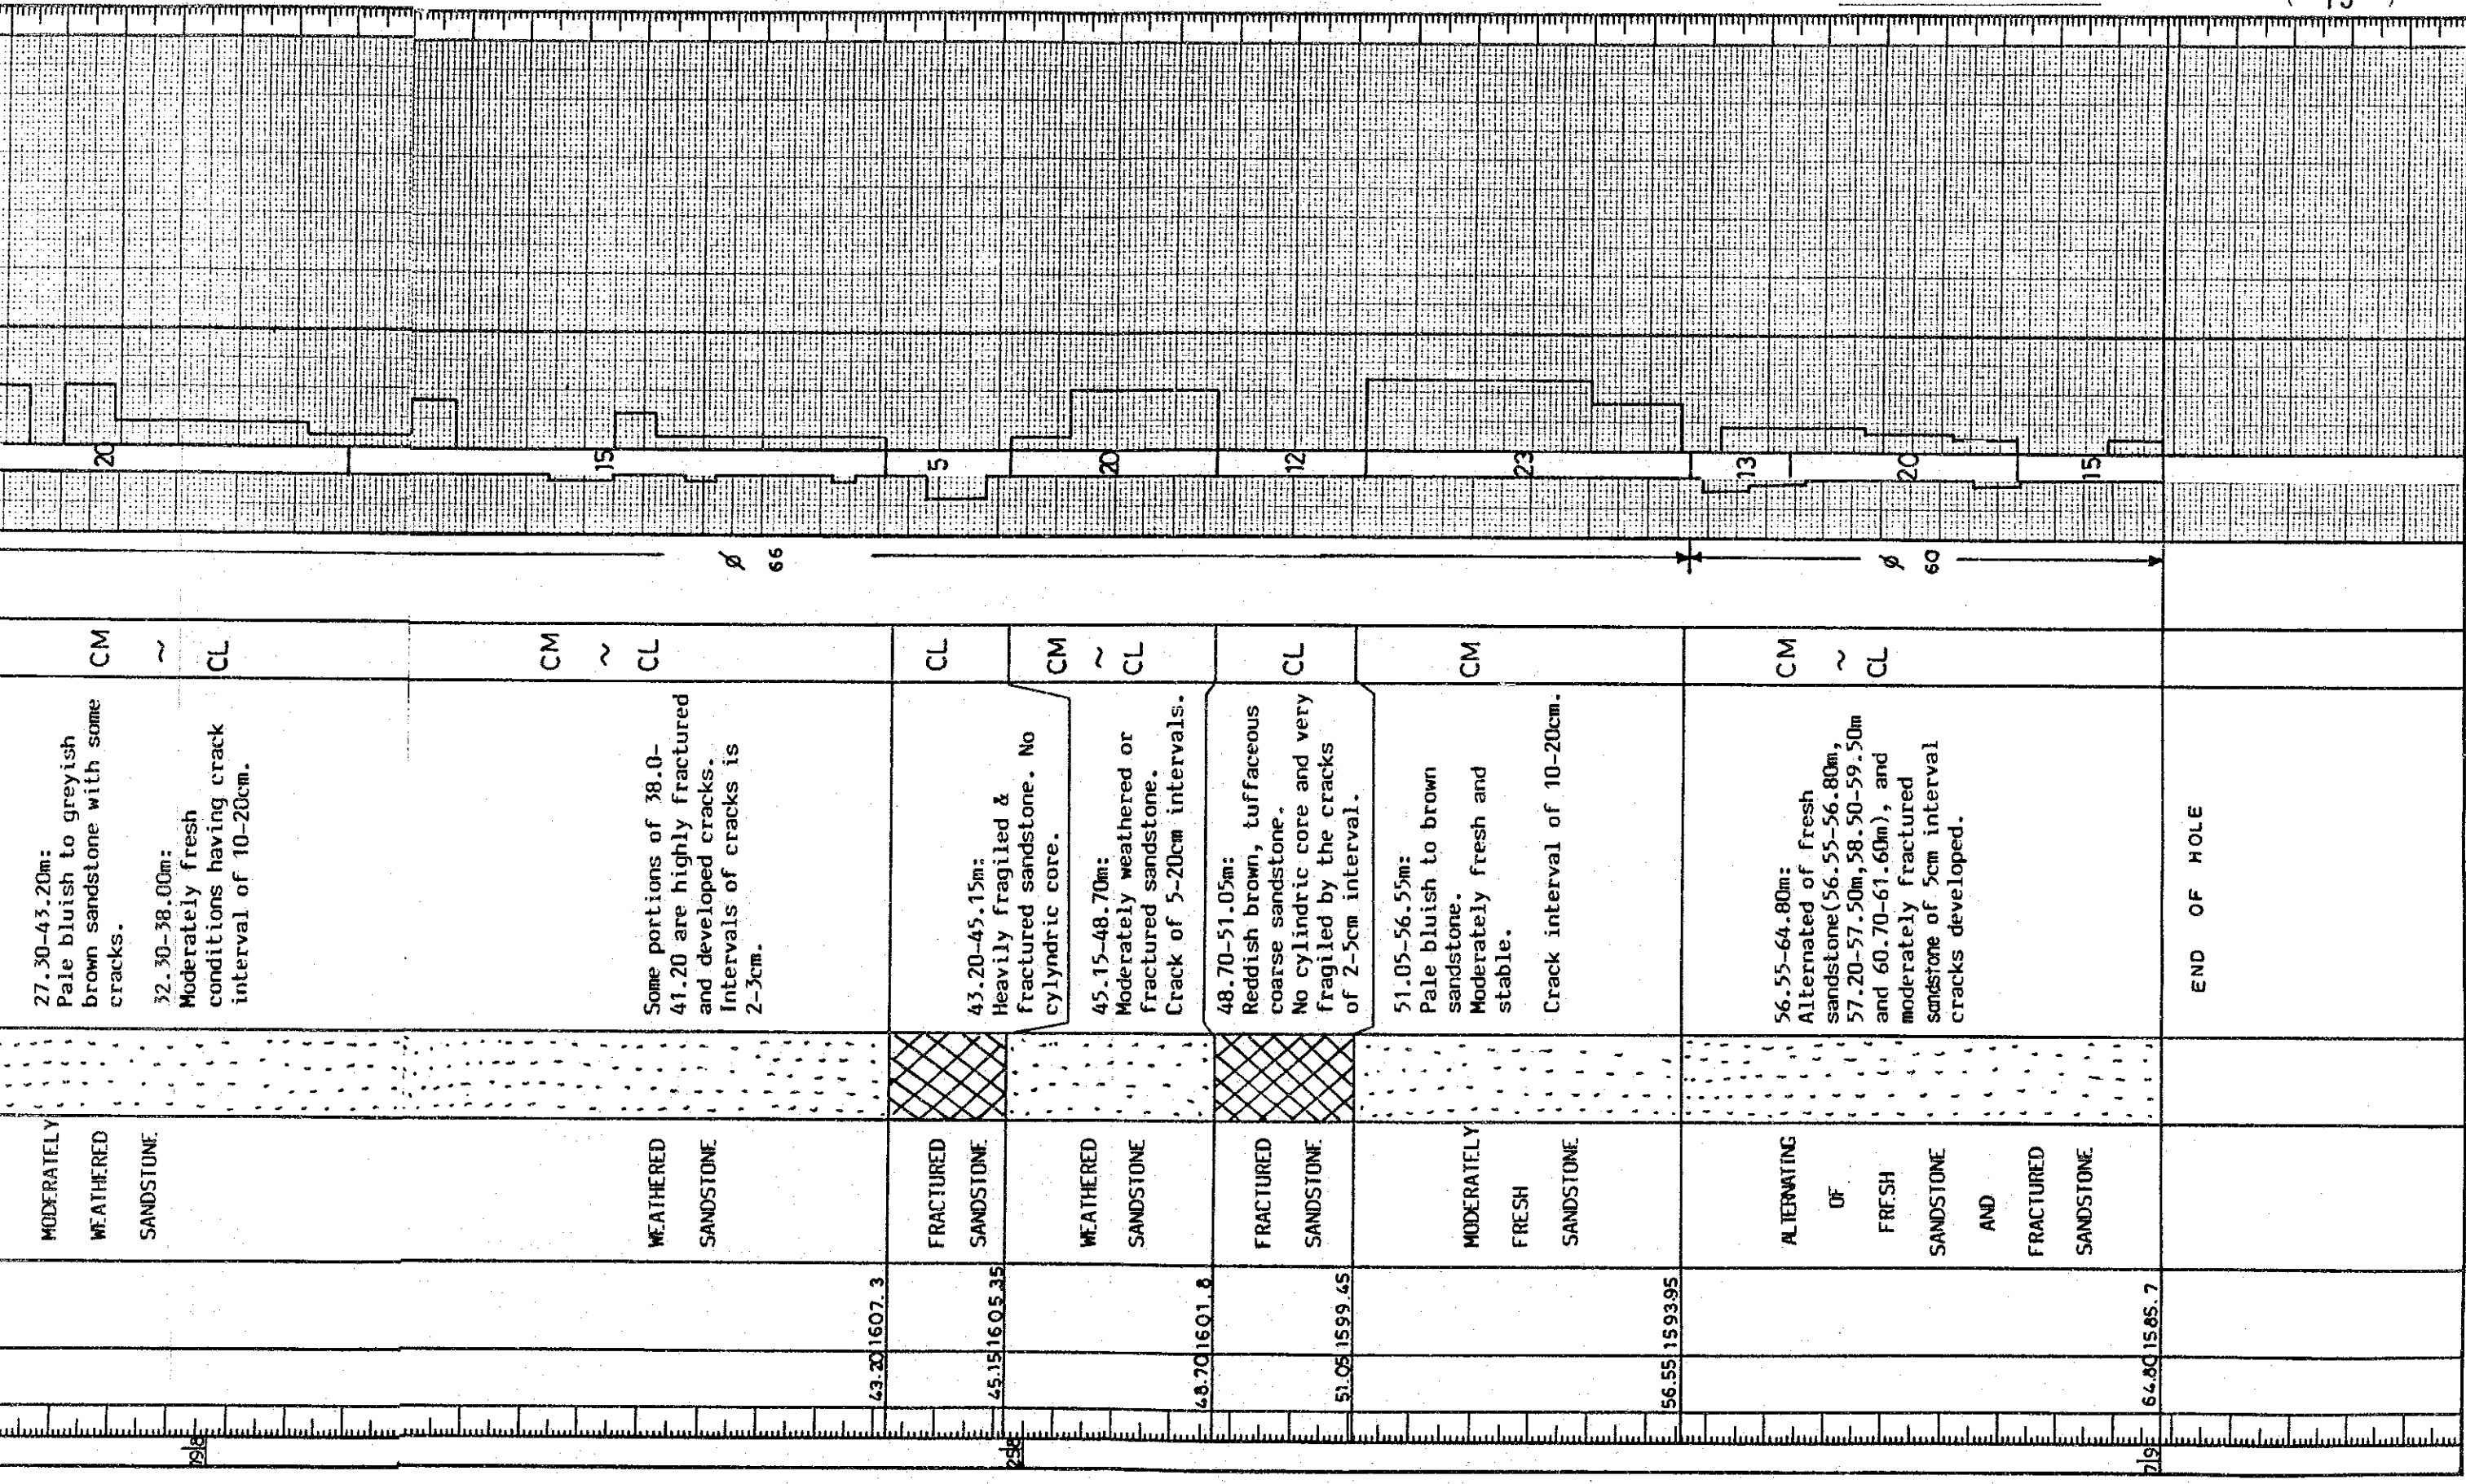 20
15
5
20
12
23
13
20
15
ø
66
ø
60
CM
~
CL
CM
~
CL
CL
CM
~
CL
CL
CM
CM
~
CL
27.30-43.20m:
Pale bluish to greyish
brown sandstone with some
cracks.
32.30-38.00m:
Moderately fresh
conditions having crack
interval of 10-20cm.
Some portions of 38.0-
41.20 are highly fractured
and developed cracks.
Intervals of cracks is
2-3cm.
43.20-45.15m:
Heavily fragiled &
fractured sandstone. No
cylyndric core.
45.15-48.70m:
Moderately weathered or
fractured sandstone.
Crack of 5-20cm intervals.
48.70-51.05m:
Reddish brown, tuffaceous
coarse sandstone.
No cylindric core and very
fragiled by the cracks
of 2-5cm interval.
51.05-56.55m:
Pale bluish to brown
sandstone.
Moderately fresh and
stable.
Crack interval of 10-20cm.
56.55-64.80m:
Alternated of fresh
sandstone(56.55-56.80m,
57.20-57.50m,58.50-59.50m
and 60.70-61.60m), and
moderately fractured
sandstone of 5cm interval
cracks developed.
END OF HOLE
MODERATELY
WEATHERED
SANDSTONE
WEATHERED
SANDSTONE
FRACTURED
SANDSTONE
WEATHERED
SANDSTONE
FRACTURED
SANDSTONE
MODERATELY
FRESH
SANDSTONE
ALTERNATING
OF
FRESH
SANDSTONE
AND
FRACTURED
SANDSTONE
43.20 1607.3
45.15 1605.35
48.70 1601.8
51.05 1599.45
56.55 1593.95
64.80 1585.7